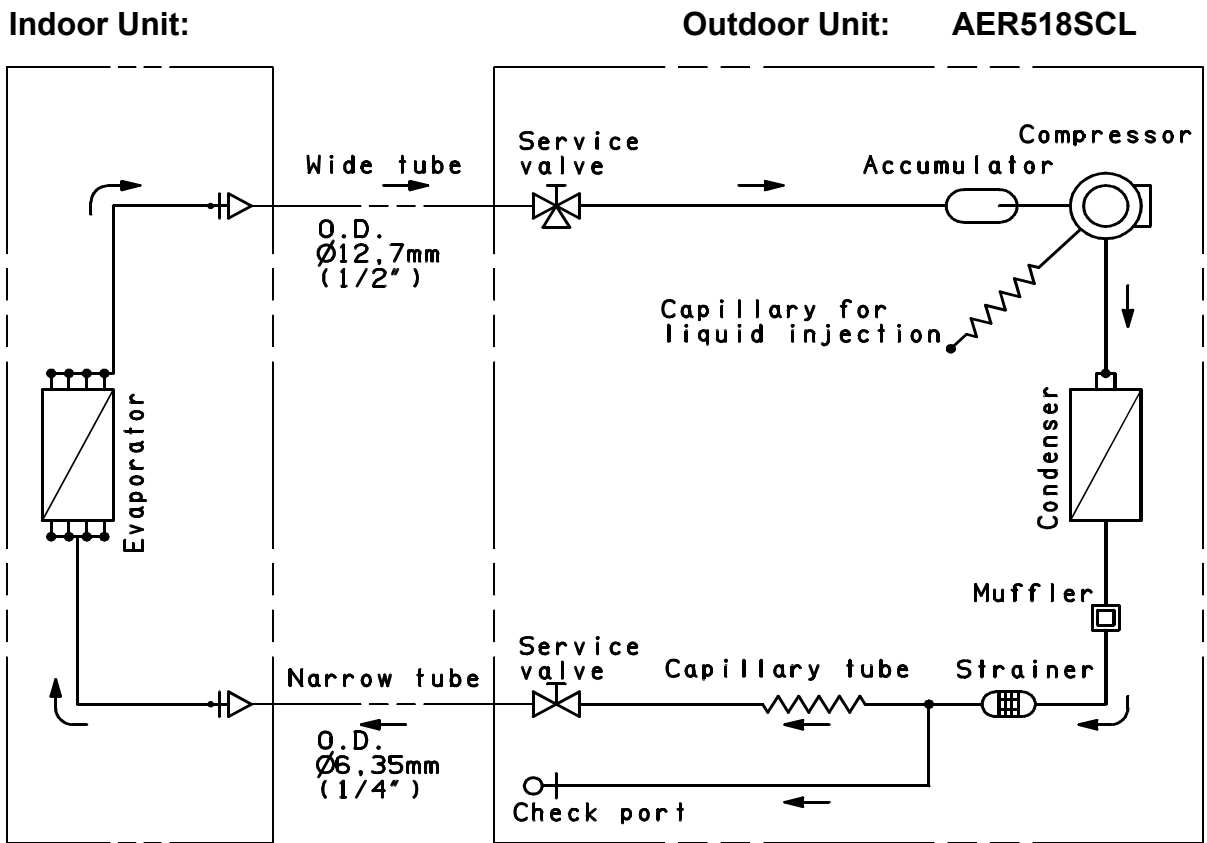 Indoor Unit:
Outdoor Unit: AER518SCL
Compressor
Service
valve
Wide tube
Accumulator
O.D.
Ø12,7mm
(1/2")
Capillary for
liquid injection
Evaporator
Condenser
Muffler
Service
valve
Narrow tube
Capillary tube
Strainer
O.D.
Ø6,35mm
(1/4")
Check port